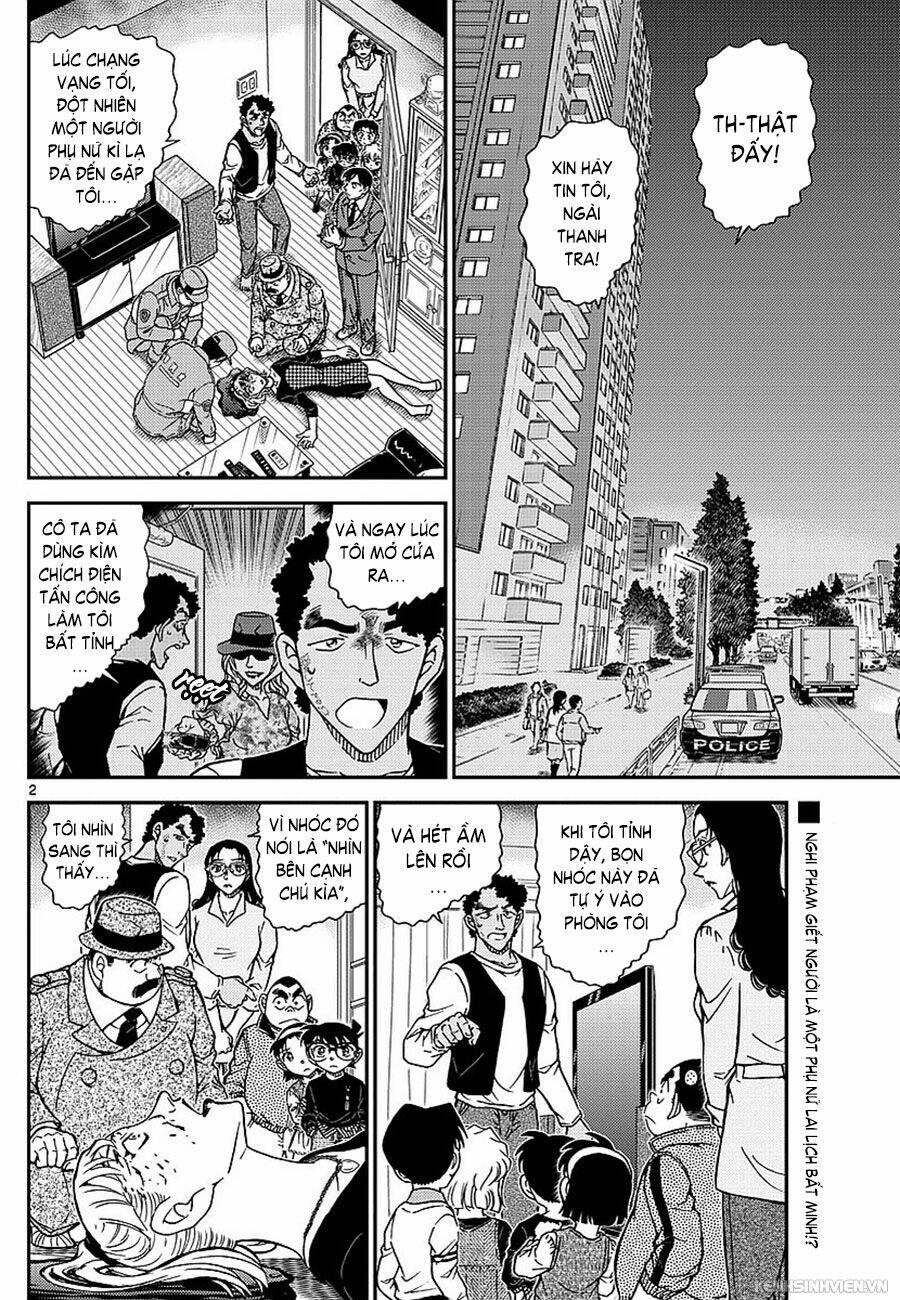 TH-THẬT
ĐẤY!
XIN HÃY
TIN TÔI,
NGÀI
THANH
TRA!
LÚC CHẠNG
VẠNG TỐI,
ĐỘT NHIÊN
MỘT NGƯỜI
PHỤ NỮ KÌ LẠ
ĐÃ ĐẾN GẶP
TÔI...
POLICE
VÀ NGAY LÚC
TÔI MỞ CỬA
RA...
CÔ TA ĐÃ
DÙNG KÌM
CHÍCH ĐIỆN
TẤN CÔNG
LÀM TÔI
BẤT TỈNH
...
reet
2
NGHI PHẠM GIẾT NGƯỜI LÀ MỘT PHỤ NỮ LAI LỊCH BẤT MINH!?
KHI TÔI TỈNH
DẬY, BỌN
NHÓC NÀY ĐÃ
TỰ Ý VÀO
PHÒNG TÔI
...
VÀ HÉT ẦM
LÊN RỒI
...
VÌ NHÓC ĐÓ
NÓI LÀ "NHÌN
BÊN CẠNH
CHÚ KÌA",
TÔI NHÌN
SANG THÌ
THẤY...
KENHSINHVIEN.VN